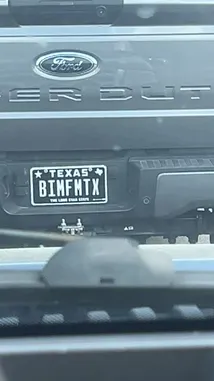 Ford
ER DUT
TEXAS
BIMFMTX
THE LONE STAR STATE